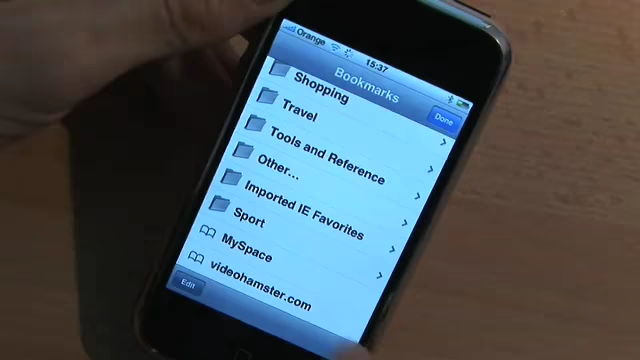 Orange 15:37
Bookmarks
Done
Shopping
Travel
Tools and Reference
Other...
Imported IE Favorites
Sport
MySpace
videohamster.com
Edit